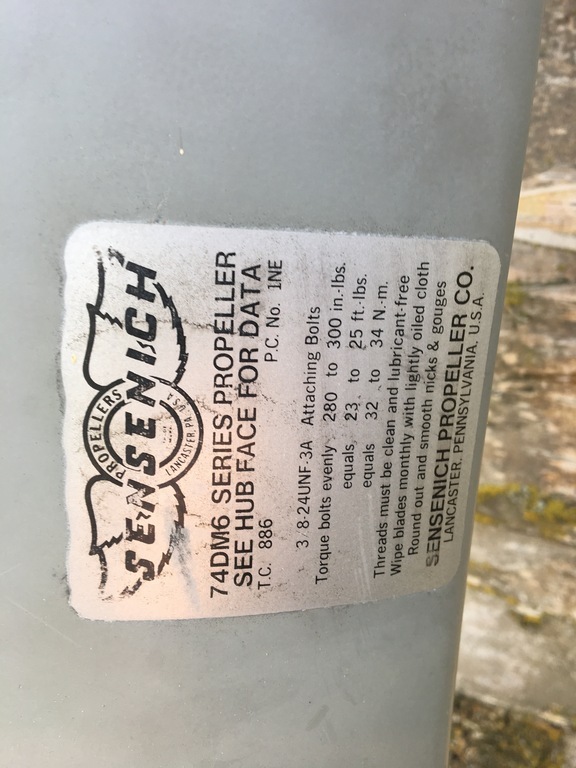 SENSENICH
PROPELLERS
LANCASTER, PA. U.S.A.
74DM6 SERIES PROPELLER
SEE HUB FACE FOR DATA
T.C. 886 P.C. No. 1NE
3/8-24UNF-3A Attaching Bolts
Torque bolts evenly 280 to 300 in.-lbs.
equals, 23 to 25 ft.-lbs.
equals 32 to 34 N.-m.
Threads must be clean and lubricant-free
Wipe blades monthly with lightly oiled cloth
Round out and smooth nicks & gouges
SENSENICH PROPELLER CO.
LANCASTER, PENNSYLVANIA, U.S.A.